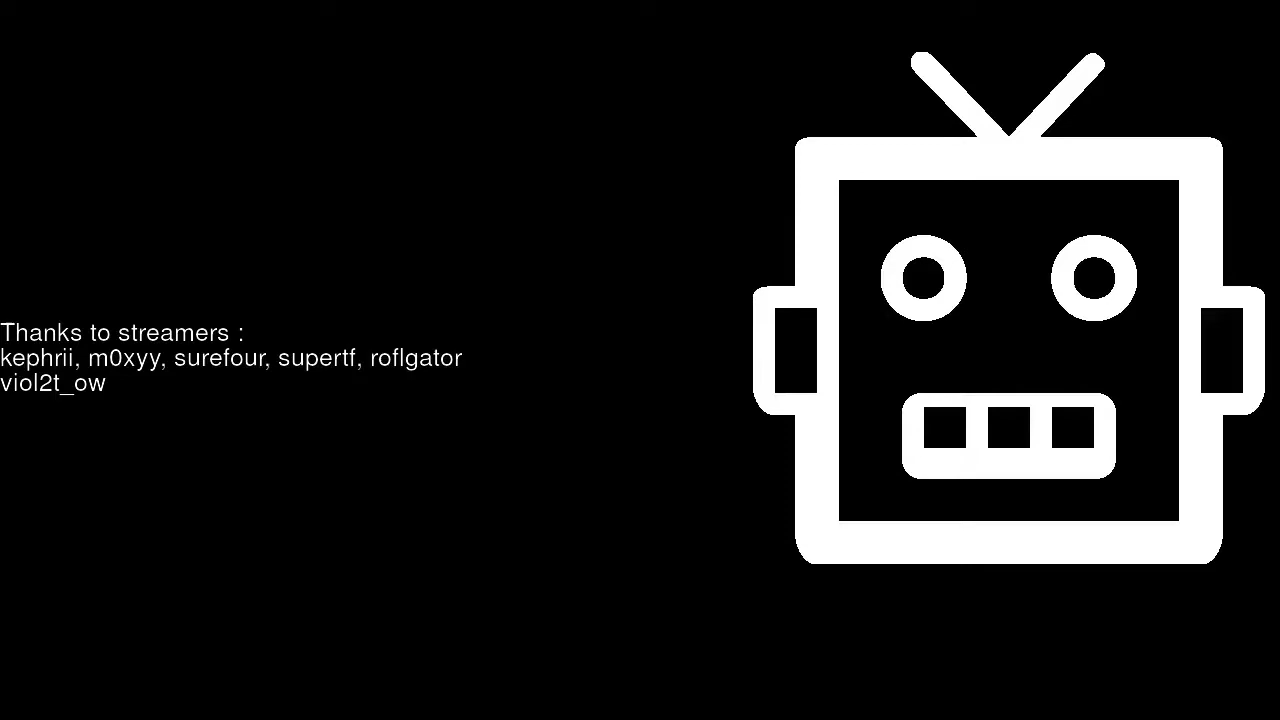 Thanks to streamers :
kephrii, m0xyy, surefour, supertf, roflgator
viol2t_ow